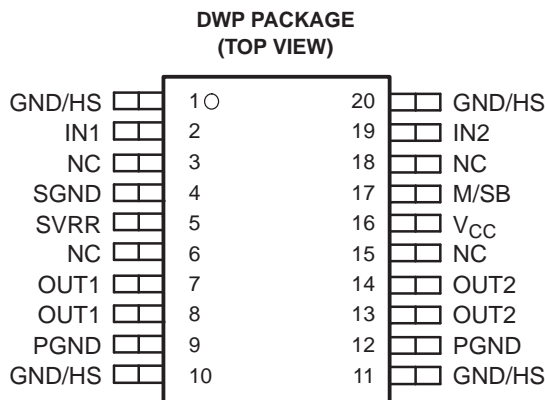 DWP PACKAGE
(TOP VIEW)
GND/HS 1 20 GND/HS
IN1 2 19 IN2
NC 3 18 NC
SGND 4 17 M/SB
SVRR 5 16 VCC
NC 6 15 NC
OUT1 7 14 OUT2
OUT1 8 13 OUT2
PGND 9 12 PGND
GND/HS 10 11 GND/HS